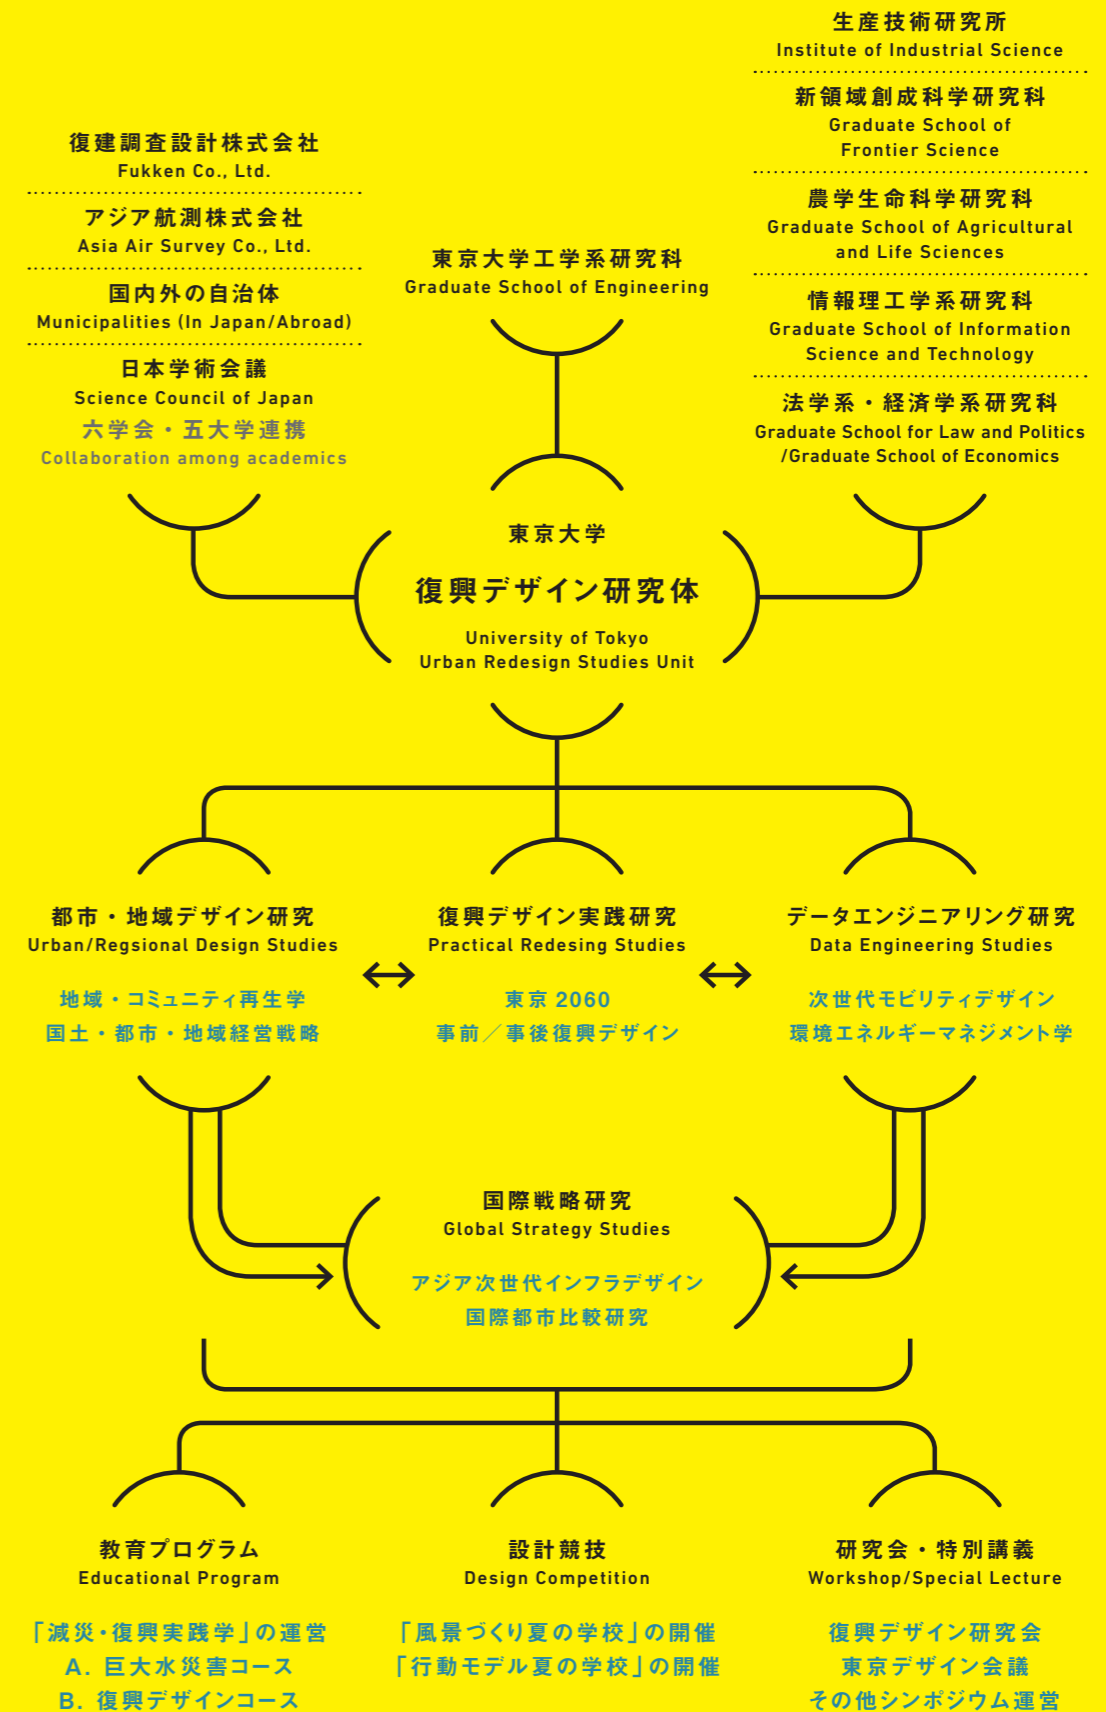 復建調査設計株式会社
Fukken Co., Ltd.
アジア航測株式会社
Asia Air Survey Co., Ltd.
国内外の自治体
Municipalities (In Japan/Abroad)
日本学術会議
Science Council of Japan
六学会・五大学連携
Collaboration among academics
東京大学工学系研究科
Graduate School of Engineering
生産技術研究所
Institute of Industrial Science
新領域創成科学研究科
Graduate School of
Frontier Science
農学生命科学研究科
Graduate School of Agricultural
and Life Sciences
情報理工学系研究科
Graduate School of Information
Science and Technology
法学系・経済学系研究科
Graduate School for Law and Politics
/Graduate School of Economics
東京大学
復興デザイン研究体
University of Tokyo
Urban Redesign Studies Unit
都市・地域デザイン研究
Urban/Regsional Design Studies
地域・コミュニティ再生学
国土・都市・地域経営戦略
復興デザイン実践研究
Practical Redesing Studies
東京 2060
事前／事後復興デザイン
データエンジニアリング研究
Data Engineering Studies
次世代モビリティデザイン
環境エネルギーマネジメント学
国際戦略研究
Global Strategy Studies
アジア次世代インフラデザイン
国際都市比較研究
教育プログラム
Educational Program
「減災・復興実践学」の運営
A. 巨大水災害コース
B. 復興デザインコース
設計競技
Design Competition
「風景づくり夏の学校」の開催
「行動モデル夏の学校」の開催
研究会・特別講義
Workshop/Special Lecture
復興デザイン研究会
東京デザイン会議
その他シンポジウム運営